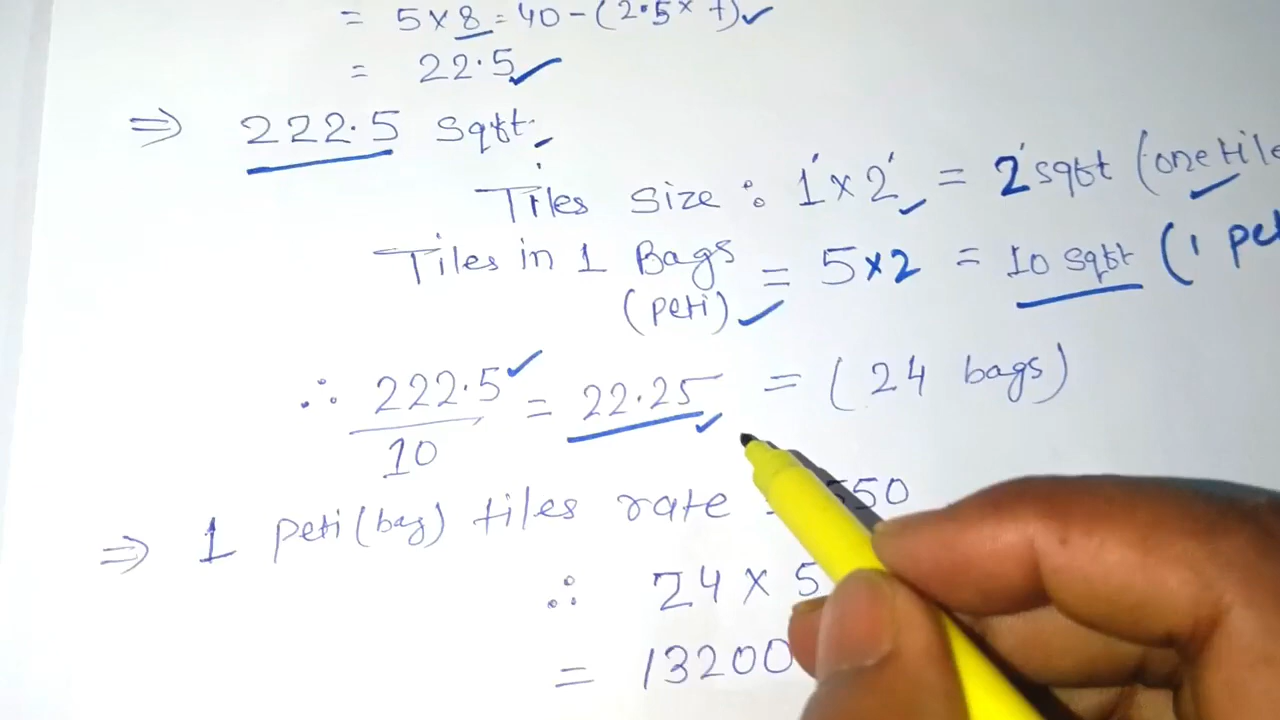 = 5 × 8 = 40 - (2.5 × 7)
= 22.5
⇒ 222.5 Sqft.
Tiles Size : 1' × 2' = 2 sqft (one tile
Tiles in 1 Bags (peti) = 5×2 = 10 sqft (1 pe
∴ 222.5 / 10 = 22.25 = (24 bags)
⇒ 1 Peti (bag) tiles rate 550
∴ 24 × 5
= 13200